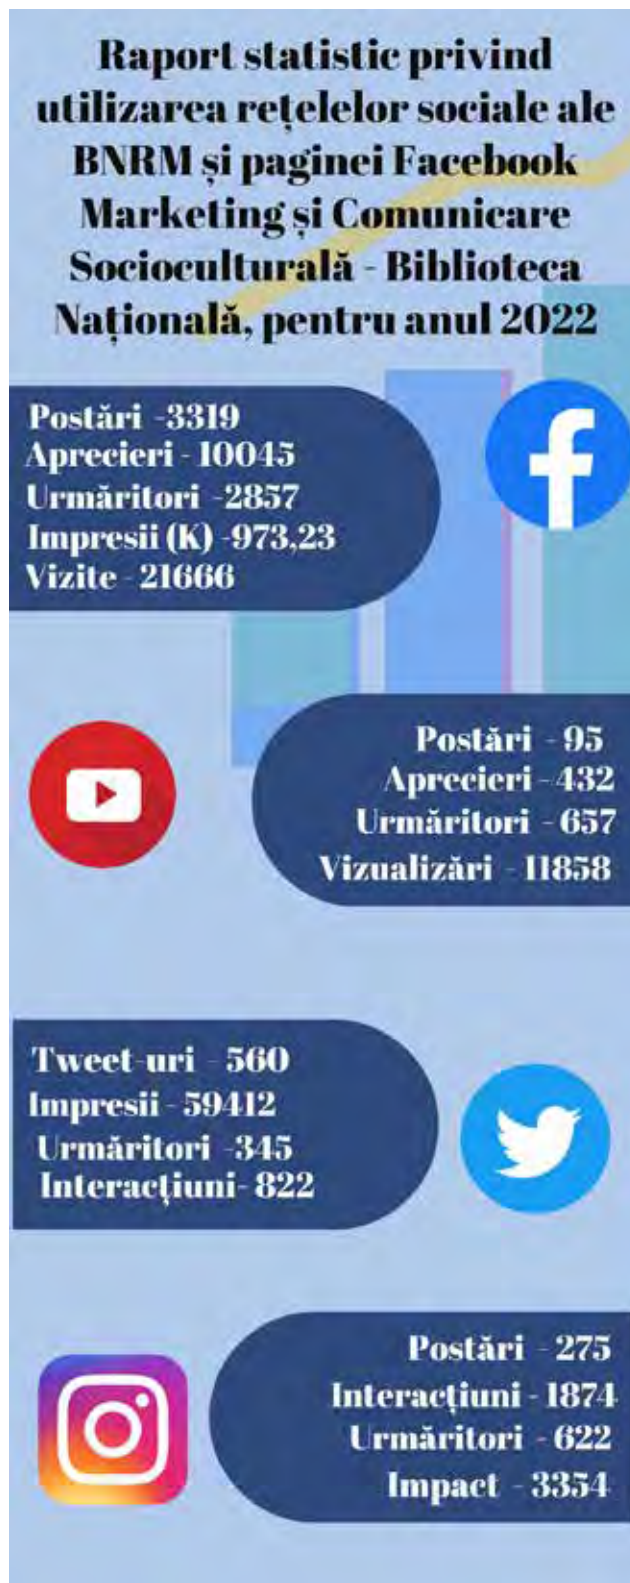 Raport statistic privind
utilizarea rețelelor sociale ale
BNRM și paginei Facebook
Marketing și Comunicare
Socioculturală - Biblioteca
Națională, pentru anul 2022
Postări -3319
Aprecieri - 10045
Urmăritori -2857
Impresii (K) -973,23
Vizite - 21666
Postări - 95
Aprecieri - 432
Urmăritori - 657
Vizualizări - 11858
Tweet-uri - 560
Impresii - 59412
Urmăritori -345
Interacțiuni- 822
Postări - 275
Interacțiuni - 1874
Urmăritori - 622
Impact - 3354